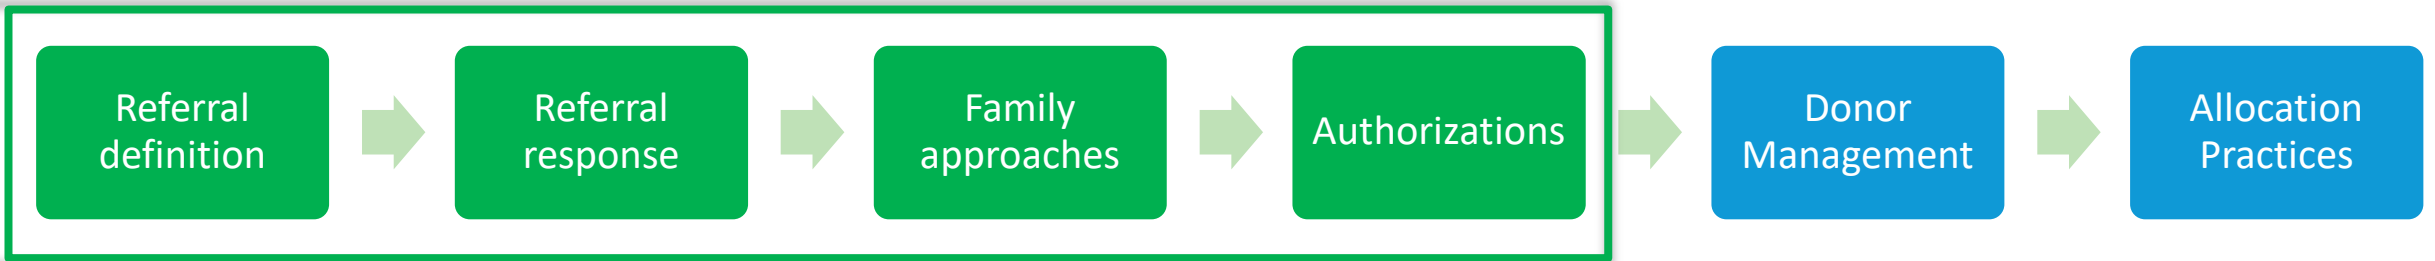 Referral
definition
Referral
response
Family
approaches
Authorizations
Donor
Management
Allocation
Practices